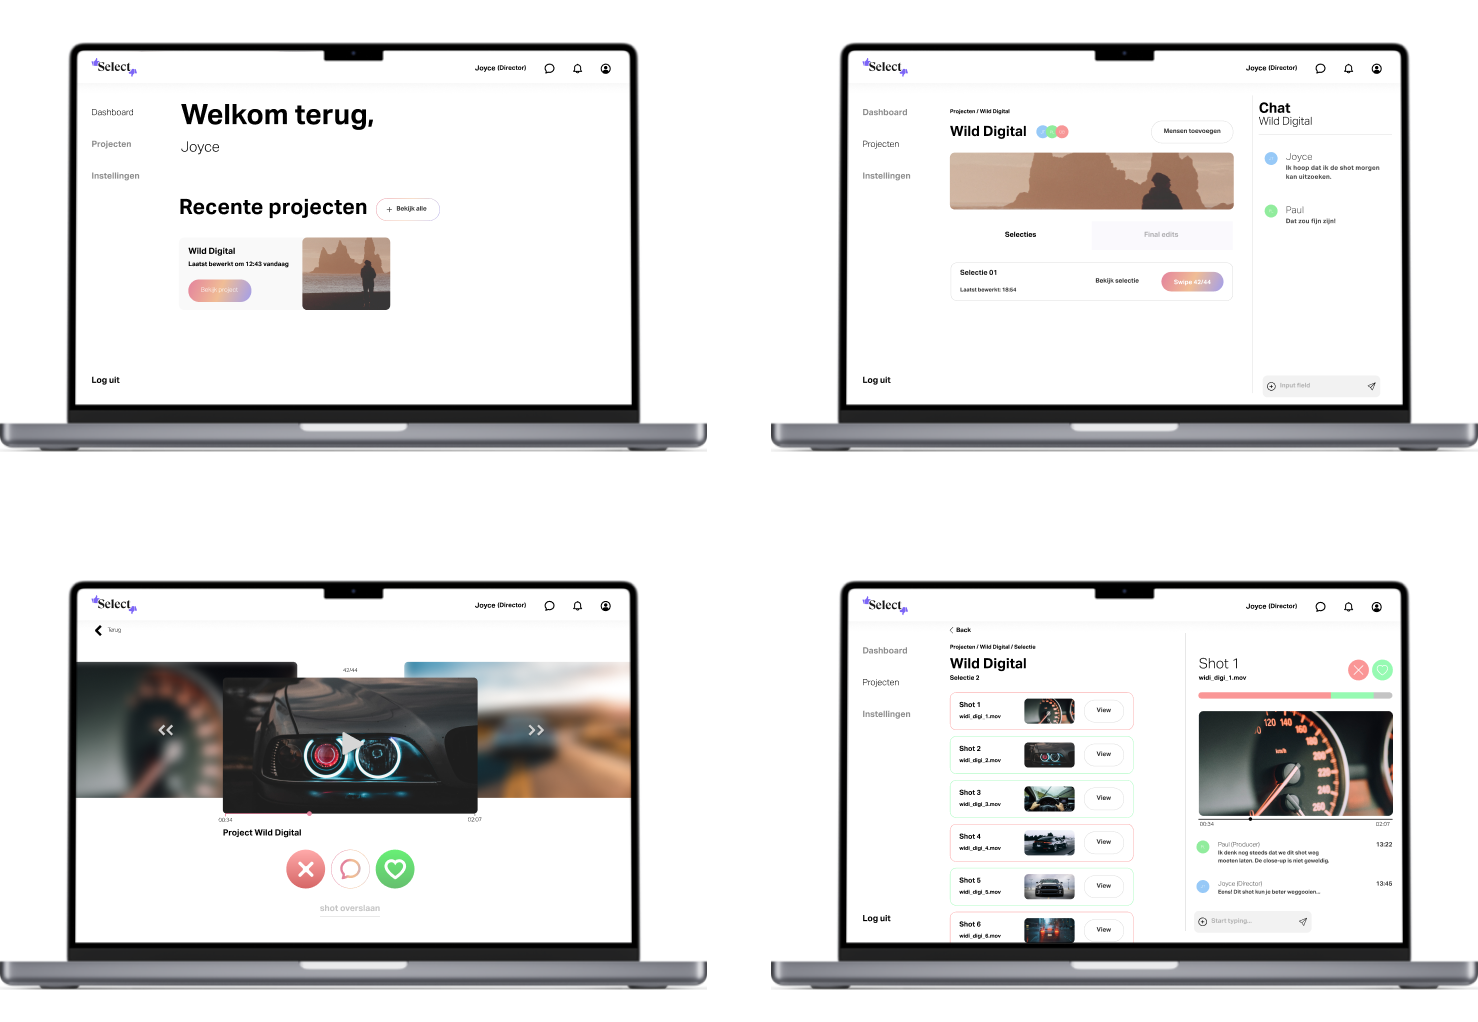 Select
Joyce (Director)
Dashboard
Projecten
Instellingen
Welkom terug,
Joyce
Recente projecten
+ Bekijk alle
Wild Digital
Laatst bewerkt om 12:43 vandaag
Bekijk project
Log uit
Select
Joyce (Director)
Dashboard
Projecten
Instellingen
Projecten / Wild Digital
Wild Digital
Mensen toevoegen
Selecties
Final edits
Selectie 01
Laatst bewerkt: 18:54
Bekijk selectie
Swipe 42/44
Log uit
Chat
Wild Digital
Joyce
Ik hoop dat ik de shot morgen
kan uitzoeken.
Paul
Dat zou fijn zijn!
Input field
Select
Joyce (Director)
Terug
42/44
00:34
02:07
Project Wild Digital
shot overslaan
Select
Joyce (Director)
Dashboard
Projecten
Instellingen
Back
Projecten / Wild Digital / Selectie
Wild Digital
Selectie 2
Shot 1
widi_digi_1.mov
View
Shot 2
widi_digi_2.mov
View
Shot 3
widi_digi_3.mov
View
Shot 4
widi_digi_4.mov
View
Shot 5
widi_digi_5.mov
View
Shot 6
widi_digi_6.mov
View
Log uit
Shot 1
widi_digi_1.mov
120 140
160
km/h
200
220
240
260
00:34
02:07
Paul (Producer)
13:22
Ik denk nog steeds dat we dit shot weg
moeten laten. De close-up is niet geweldig.
Joyce (Director)
13:45
Eens! Dit shot kun je beter weggooien...
Start typing...